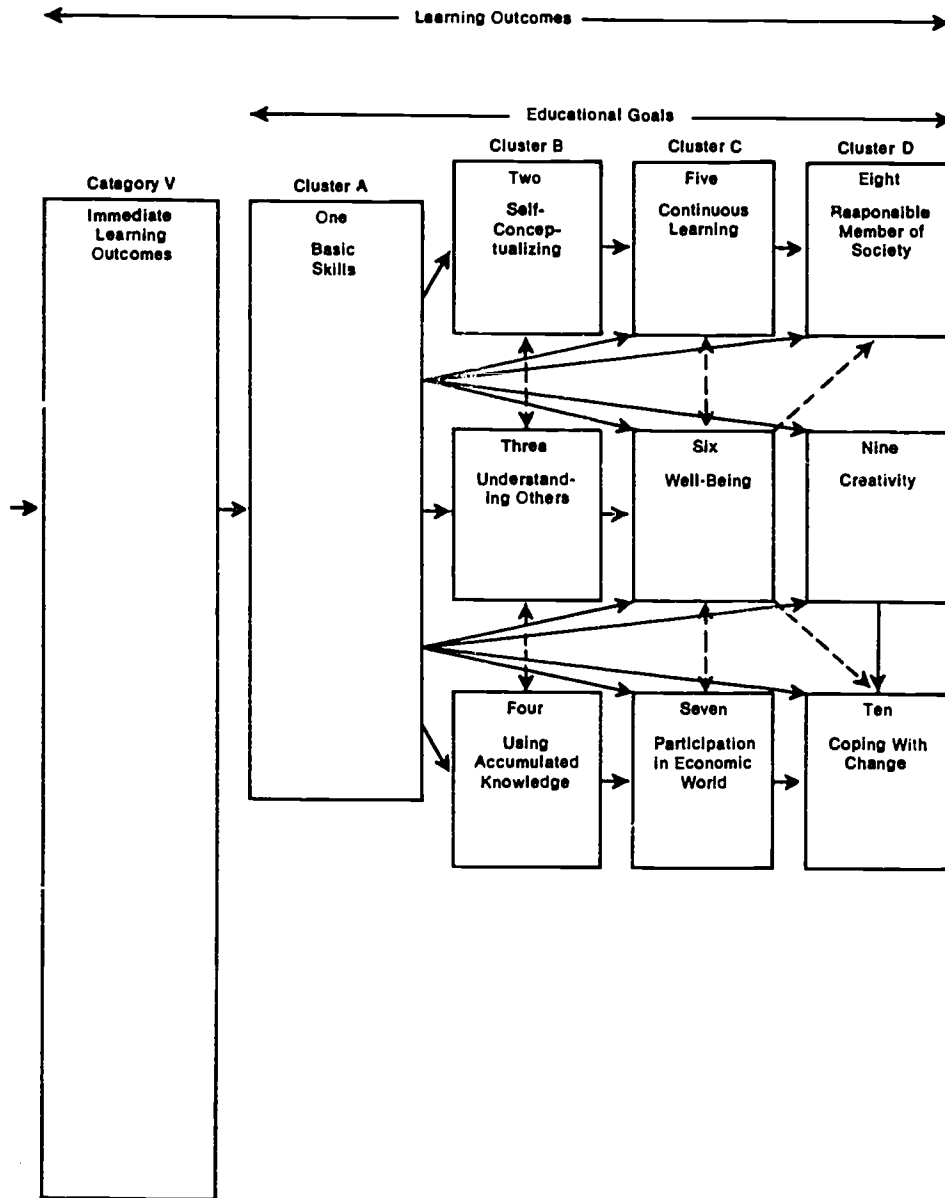 Learning Outcomes
Educational Goals
Catagory V
Immediate
Learning
Outcomes
Cluster A
One
Basic
Skills
Cluster B
Two
Self-
Concep-
tualizing
Three
Understand-
ing Others
Four
Using
Accumulated
Knowledge
Cluster C
Five
Continuous
Learning
Six
Well-Being
Seven
Participation
in Economic
World
Cluster D
Eight
Responsible
Member of
Society
Nine
Creativity
Ten
Coping With
Change